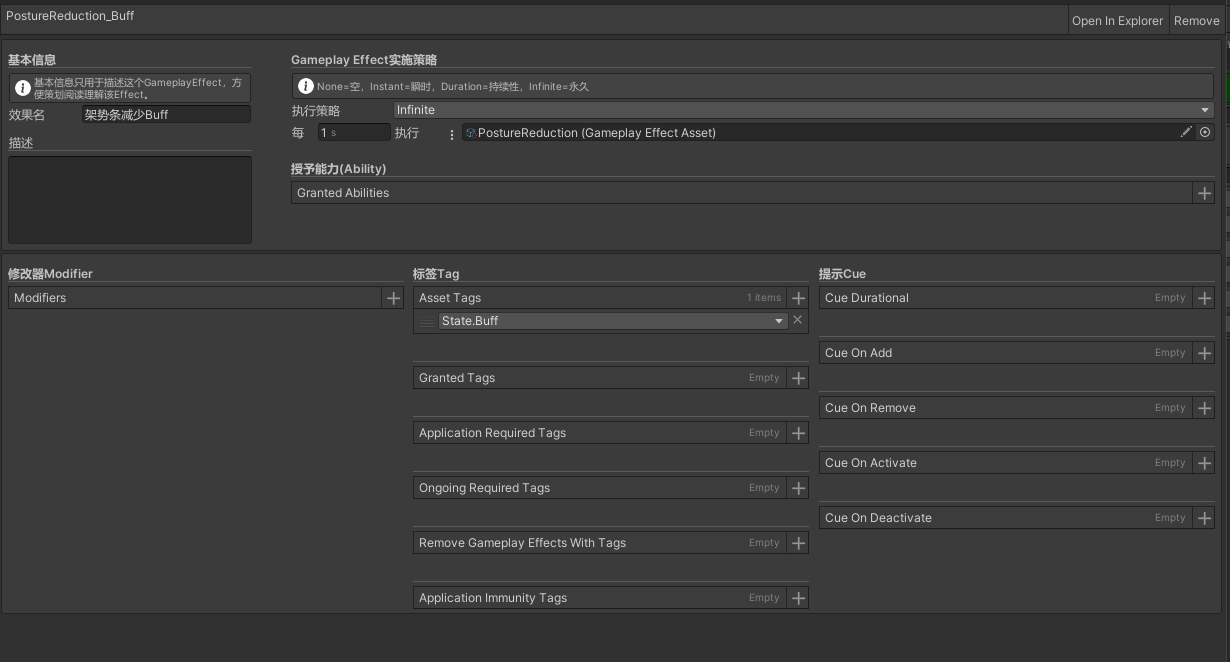 PostureReduction_Buff
Open In Explorer
Remove
基本信息
基本信息只用于描述这个GameplayEffect，方
便策划阅读理解该Effect。
效果名
架势条减少Buff
描述
Gameplay Effect实施策略
None=空，Instant=瞬时，Duration=持续性，Infinite=永久
执行策略
Infinite
每
1 s
执行
PostureReduction (Gameplay Effect Asset)
授予能力(Ability)
Granted Abilities
修改器Modifier
Modifiers
标签Tag
Asset Tags
1 items
State.Buff
Granted Tags
Empty
Application Required Tags
Empty
Ongoing Required Tags
Empty
Remove Gameplay Effects With Tags
Empty
Application Immunity Tags
Empty
提示Cue
Cue Durational
Empty
Cue On Add
Empty
Cue On Remove
Empty
Cue On Activate
Empty
Cue On Deactivate
Empty